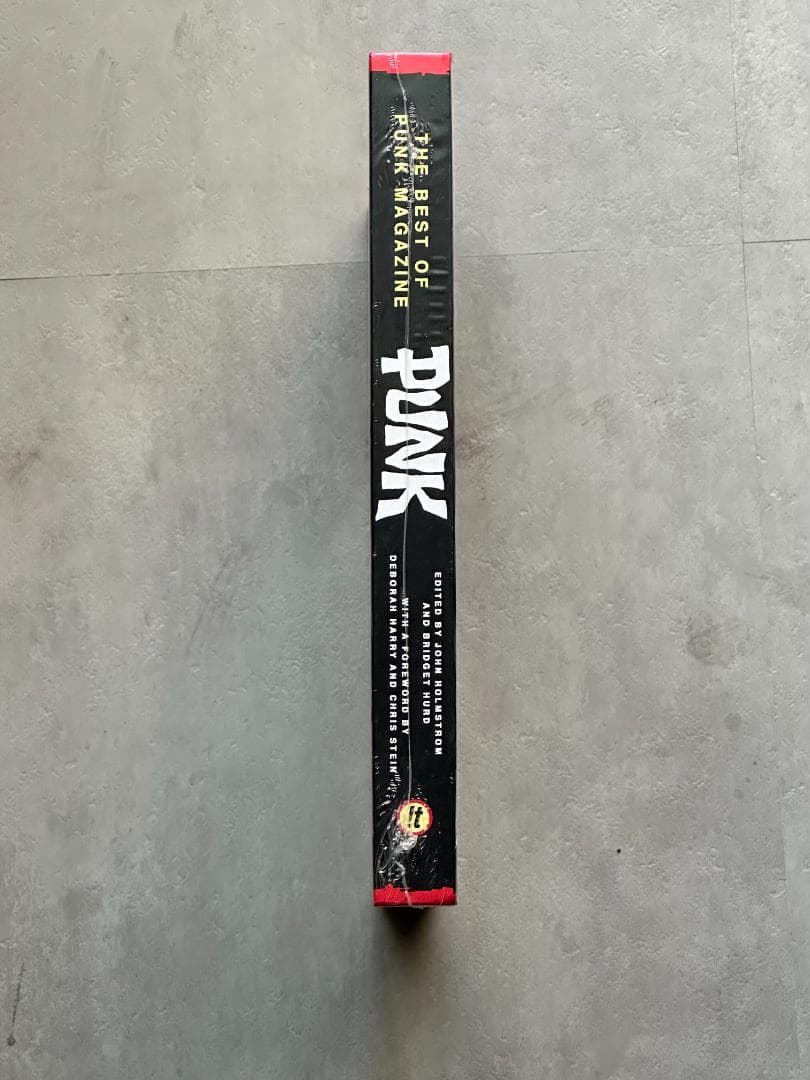 THE BEST OF
PUNK MAGAZINE
PUNK
EDITED BY JOHN HOLMSTROM
AND BRIDGET HURD
WITH A FOREWORD BY
DEBORAH HARRY AND CHRIS STEIN
it